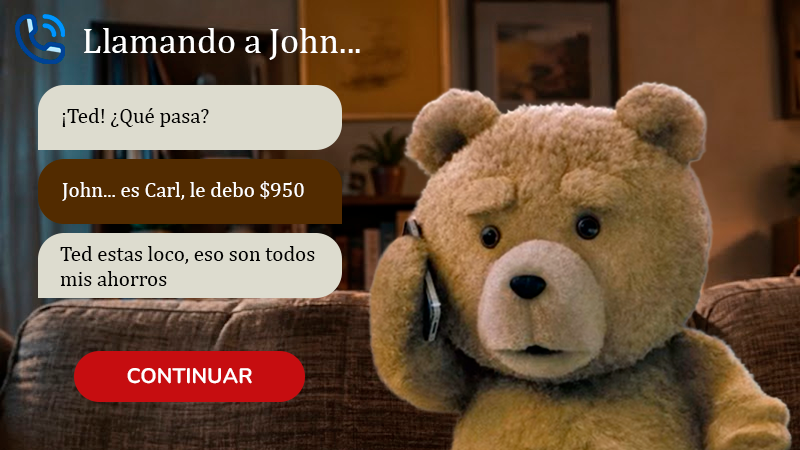 Llamando a John...
¡Ted! ¿Qué pasa?
John... es Carl, le debo $950
Ted estas loco, eso son todos
mis ahorros
CONTINUAR